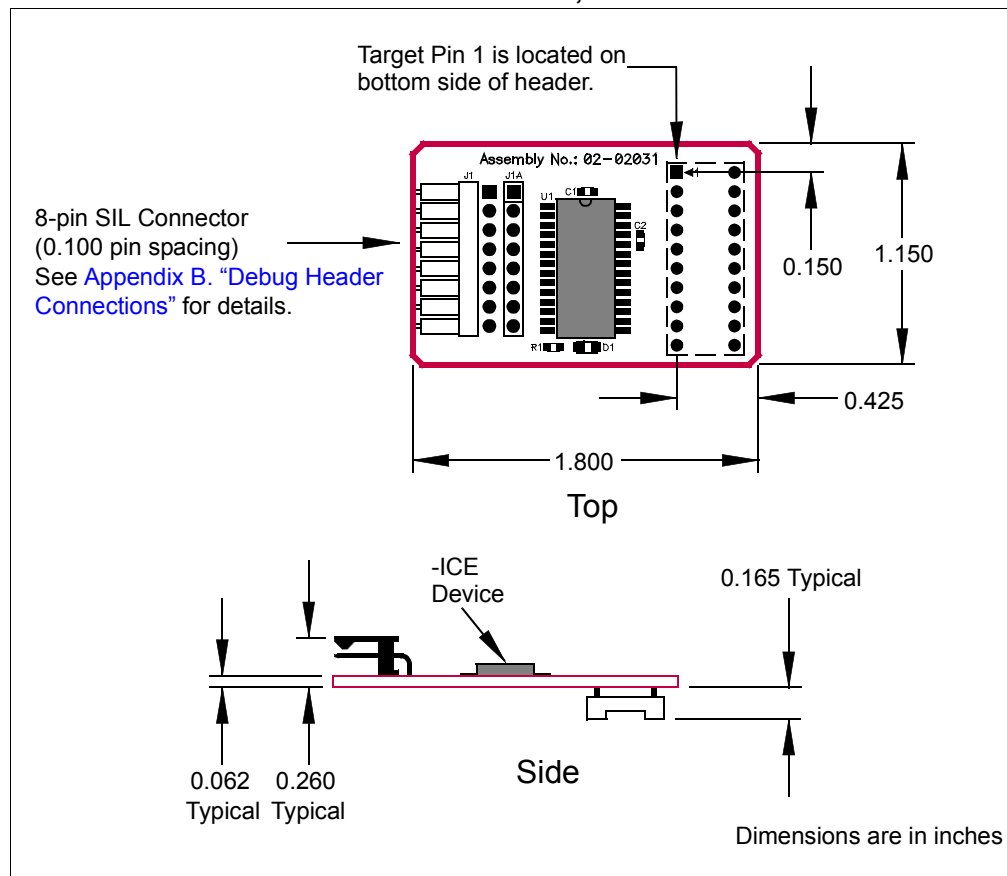 Target Pin 1 is located on
bottom side of header.
Assembly No.: 02-02031
J1
J1A
U1
C1
C2
R1
D1
1
8-pin SIL Connector
(0.100 pin spacing)
See Appendix B. “Debug Header
Connections” for details.
0.150
1.150
0.425
1.800
Top
-ICE
Device
0.165 Typical
0.062
Typical
0.260
Typical
Side
Dimensions are in inches